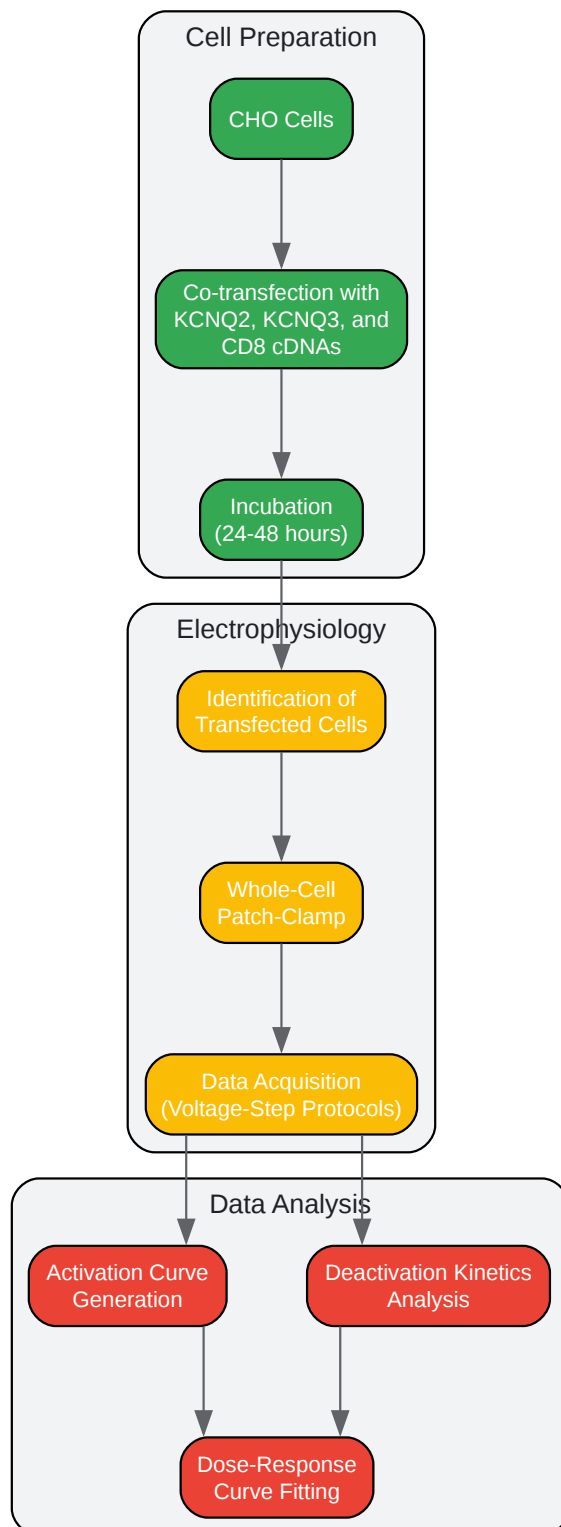 Cell Preparation
CHO Cells
Co-transfection with
KCNQ2, KCNQ3, and
CD8 cDNAs
Incubation
(24-48 hours)
Electrophysiology
Identification of
Transfected Cells
Whole-Cell
Patch-Clamp
Data Acquisition
(Voltage-Step Protocols)
Data Analysis
Activation Curve
Generation
Deactivation Kinetics
Analysis
Dose-Response
Curve Fitting